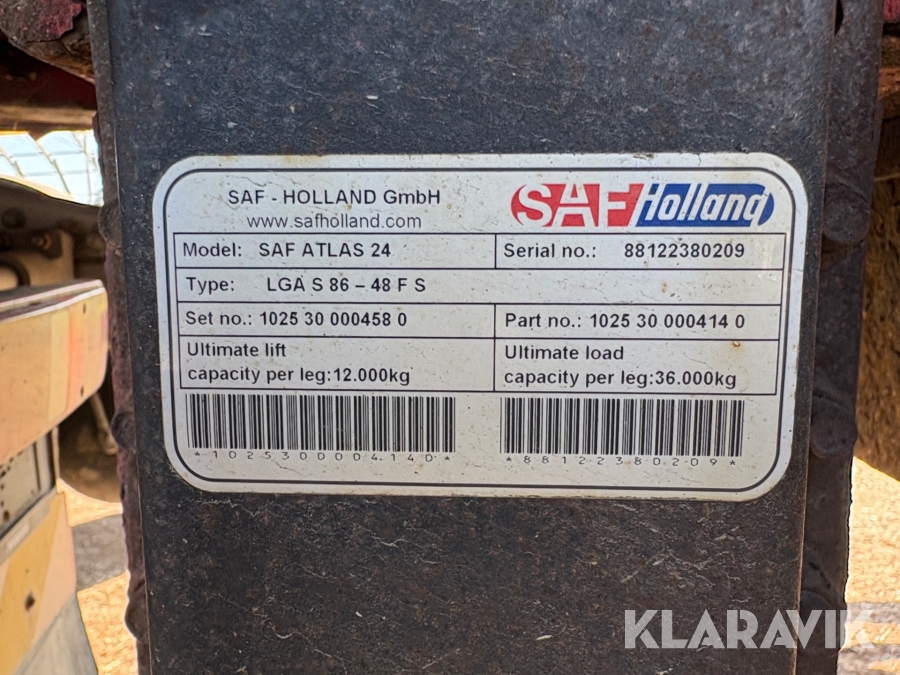 SAF - HOLLAND GmbH
www.safholland.com
SAF Holland
Model: SAF ATLAS 24
Serial no.: 88122380209
Type: LGA S 86 – 48 F S
Set no.: 1025 30 000458 0
Part no.: 1025 30 000414 0
Ultimate lift
capacity per leg:12.000kg
Ultimate load
capacity per leg:36.000kg
*1025300004140*
*88122380209*
KLARAVIK